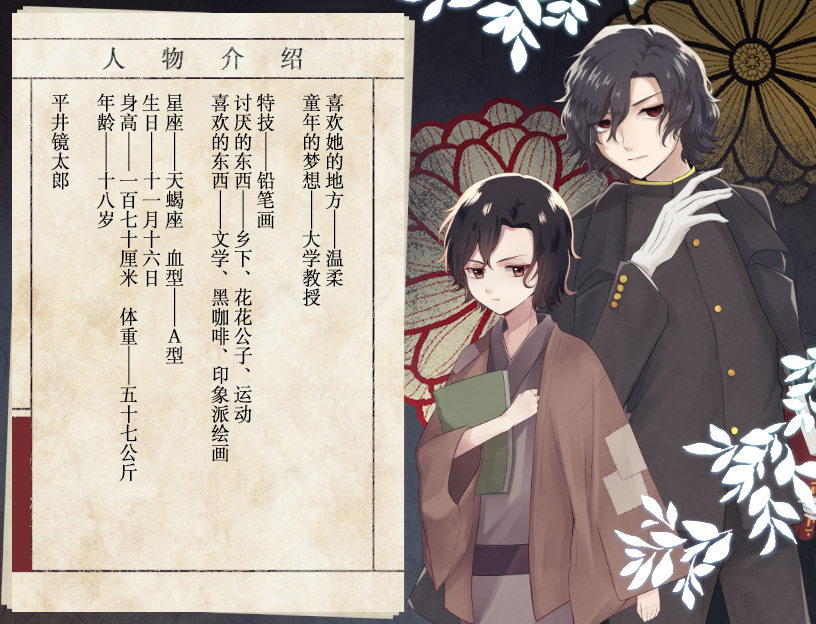 人物介绍
平井镜太郎
年龄——十八岁
身高——一百七十厘米 体重——五十七公斤
生日——十一月十六日
星座——天蝎座 血型——A型
喜欢的东西——文学、黑咖啡、印象派绘画
讨厌的东西——乡下、花花公子、运动
特技——铅笔画
童年的梦想——大学教授
喜欢她的地方——温柔